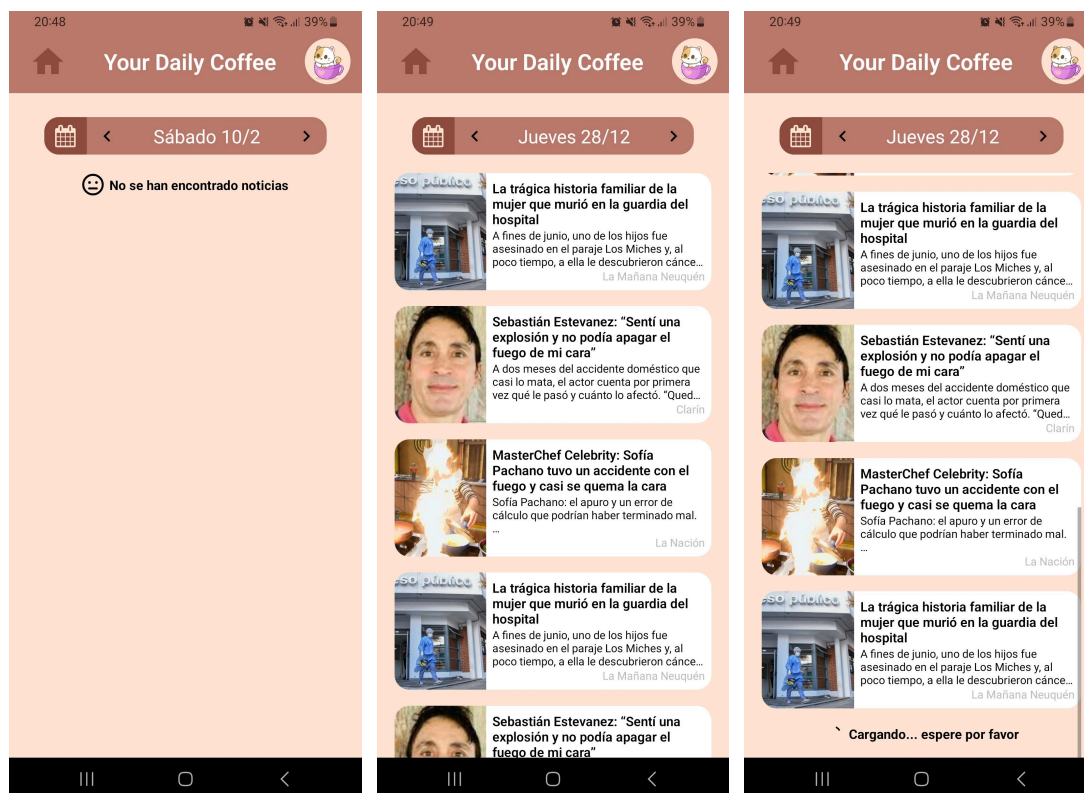 20:48
39%
Your Daily Coffee
Sábado 10/2
No se han encontrado noticias
20:49
39%
Your Daily Coffee
Jueves 28/12
eso público
La trágica historia familiar de la
mujer que murió en la guardia del
hospital
A fines de junio, uno de los hijos fue
asesinado en el paraje Los Miches y, al
poco tiempo, a ella le descubrieron cánce...
La Mañana Neuquén
Sebastián Estevanez: “Sentí una
explosión y no podía apagar el
fuego de mi cara”
A dos meses del accidente doméstico que
casi lo mata, el actor cuenta por primera
vez qué le pasó y cuánto lo afectó. “Qued...
Clarín
MasterChef Celebrity: Sofía
Pachano tuvo un accidente con el
fuego y casi se quema la cara
Sofía Pachano: el apuro y un error de
cálculo que podrían haber terminado mal.
...
La Nación
eso público
La trágica historia familiar de la
mujer que murió en la guardia del
hospital
A fines de junio, uno de los hijos fue
asesinado en el paraje Los Miches y, al
poco tiempo, a ella le descubrieron cánce...
La Mañana Neuquén
Sebastián Estevanez: “Sentí una
explosión y no podía apagar el
fuego de mi cara”
20:49
39%
Your Daily Coffee
Jueves 28/12
eso público
La trágica historia familiar de la
mujer que murió en la guardia del
hospital
A fines de junio, uno de los hijos fue
asesinado en el paraje Los Miches y, al
poco tiempo, a ella le descubrieron cánce...
La Mañana Neuquén
Sebastián Estevanez: “Sentí una
explosión y no podía apagar el
fuego de mi cara”
A dos meses del accidente doméstico que
casi lo mata, el actor cuenta por primera
vez qué le pasó y cuánto lo afectó. “Qued...
Clarín
MasterChef Celebrity: Sofía
Pachano tuvo un accidente con el
fuego y casi se quema la cara
Sofía Pachano: el apuro y un error de
cálculo que podrían haber terminado mal.
...
La Nación
eso público
La trágica historia familiar de la
mujer que murió en la guardia del
hospital
A fines de junio, uno de los hijos fue
asesinado en el paraje Los Miches y, al
poco tiempo, a ella le descubrieron cánce...
La Mañana Neuquén
Cargando... espere por favor